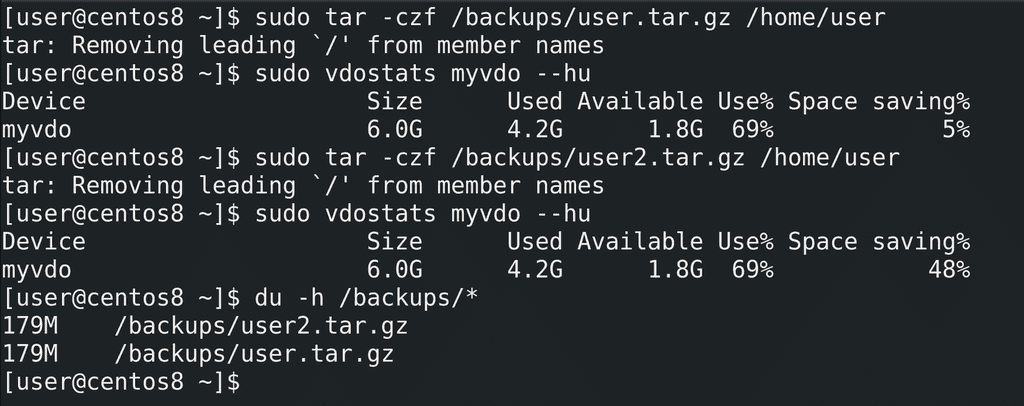 [user@centos8 ~]$ sudo tar -czf /backups/user.tar.gz /home/user
tar: Removing leading `/' from member names
[user@centos8 ~]$ sudo vdostats myvdo --hu
Device                    Size      Used Available Use% Space saving%
myvdo                     6.0G      4.2G      1.8G  69%            5%
[user@centos8 ~]$ sudo tar -czf /backups/user2.tar.gz /home/user
tar: Removing leading `/' from member names
[user@centos8 ~]$ sudo vdostats myvdo --hu
Device                    Size      Used Available Use% Space saving%
myvdo                     6.0G      4.2G      1.8G  69%           48%
[user@centos8 ~]$ du -h /backups/*
179M    /backups/user2.tar.gz
179M    /backups/user.tar.gz
[user@centos8 ~]$